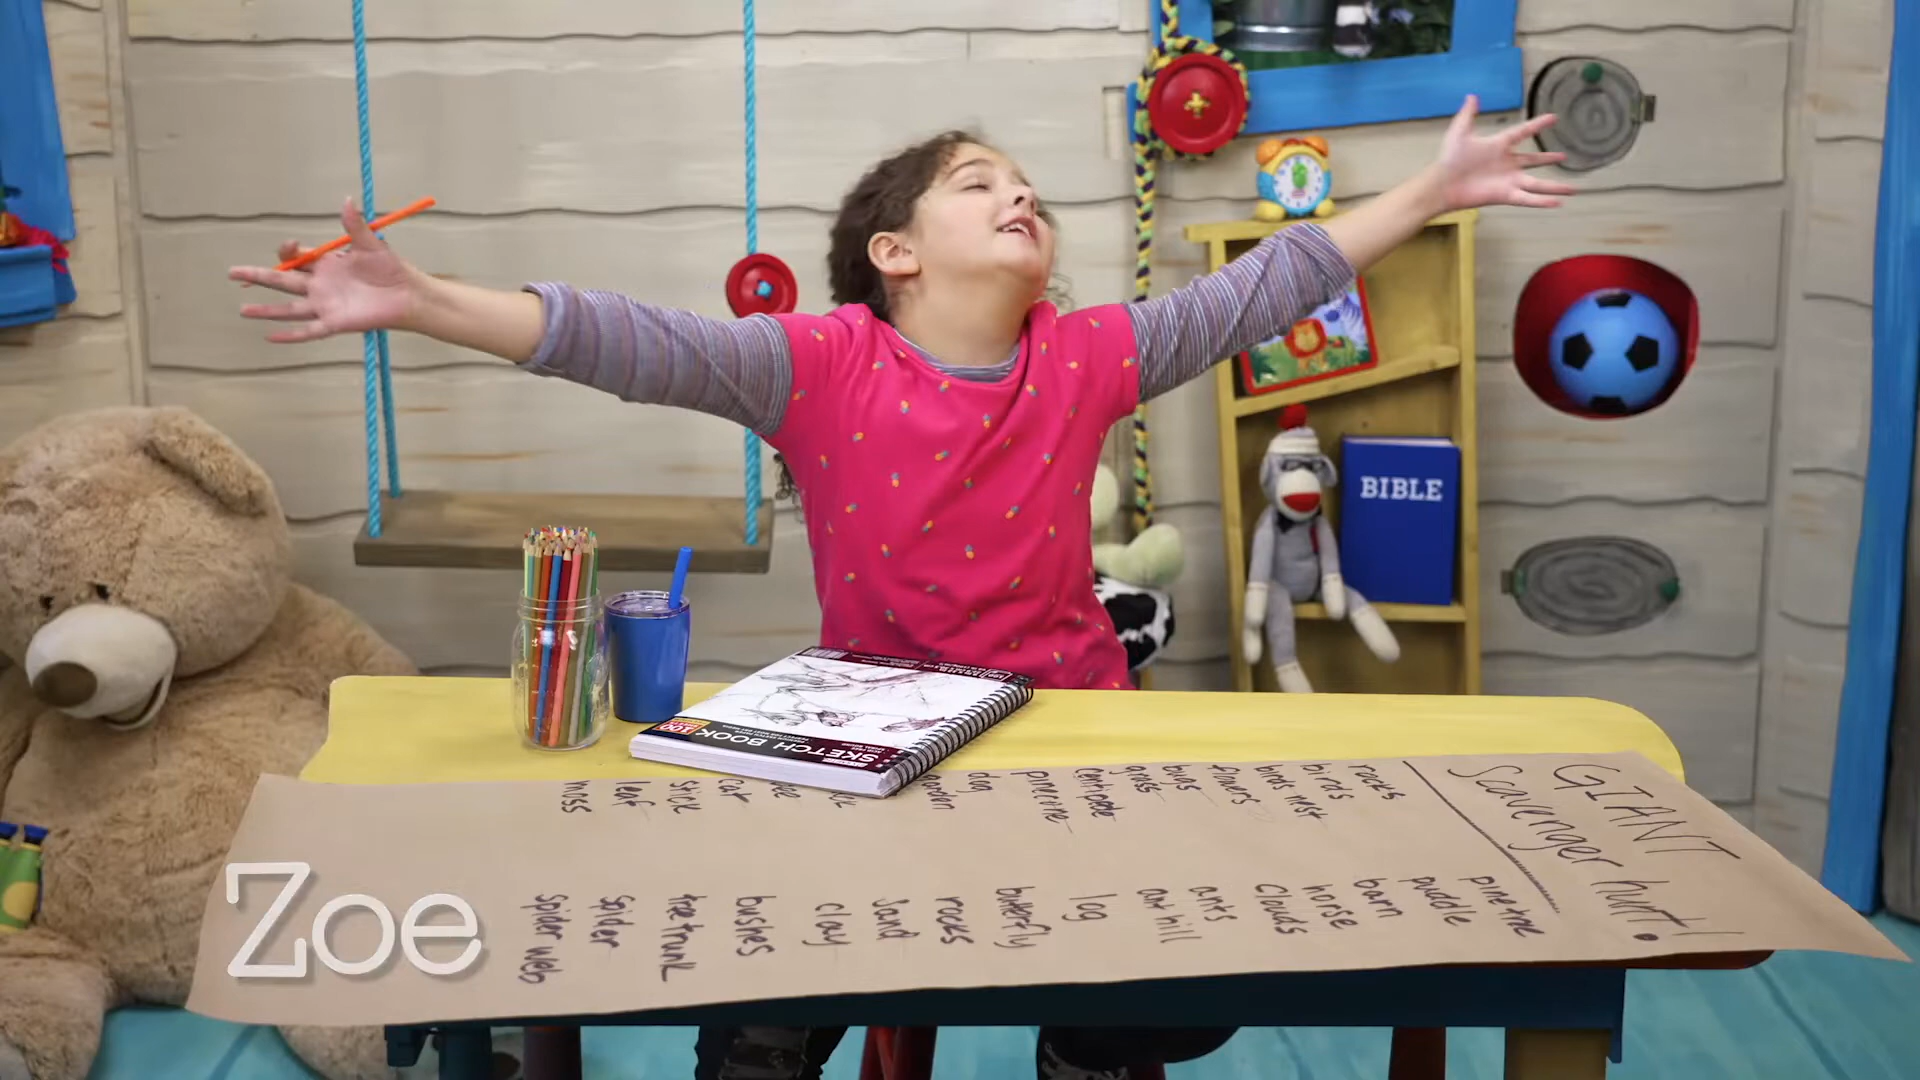 BIBLE
SKETCH BOOK
100
GIANT
Scavenger hunt!
rocks
birds
birds nest
flowers
bugs
grass
centipede
pinecone
dog
garden
cat
stick
leaf
moss
pine tree
puddle
barn
horse
clouds
ants
ant hill
log
butterfly
rocks
sand
clay
bushes
tree trunk
spider
spider web
Zoe